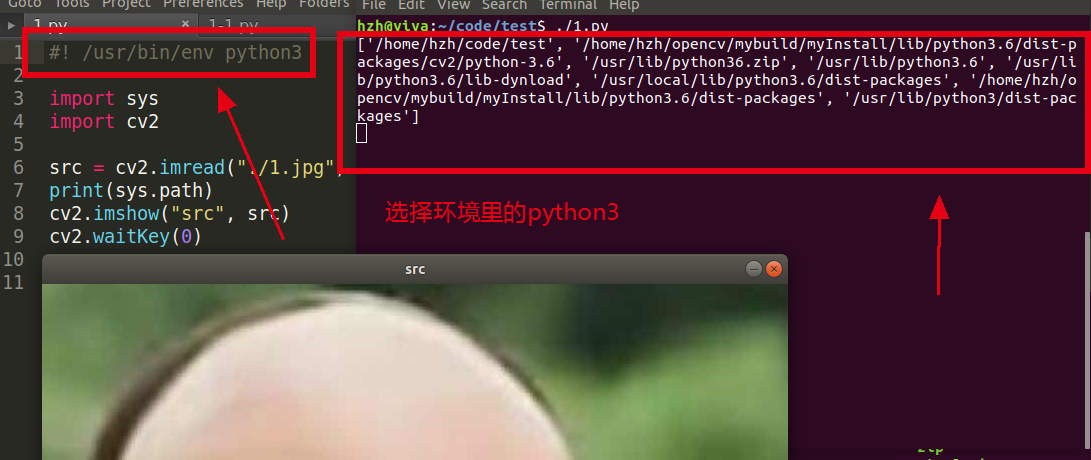 Goto Tools Project Preferences Help Folders
File Edit View Search Terminal Help
1.py × 1-1.py
1 #! /usr/bin/env python3
2
3 import sys
4 import cv2
5
6 src = cv2.imread("./1.jpg",
7 print(sys.path)
8 cv2.imshow("src", src)
9 cv2.waitKey(0)
10
11
hzh@viva:~/code/test$ ./1.py
['/home/hzh/code/test', '/home/hzh/opencv/mybuild/myInstall/lib/python3.6/dist-p
ackages/cv2/python-3.6', '/usr/lib/python36.zip', '/usr/lib/python3.6', '/usr/li
b/python3.6/lib-dynload', '/usr/local/lib/python3.6/dist-packages', '/home/hzh/o
pencv/mybuild/myInstall/lib/python3.6/dist-packages', '/usr/lib/python3/dist-pac
kages']
选择环境里的python3
src